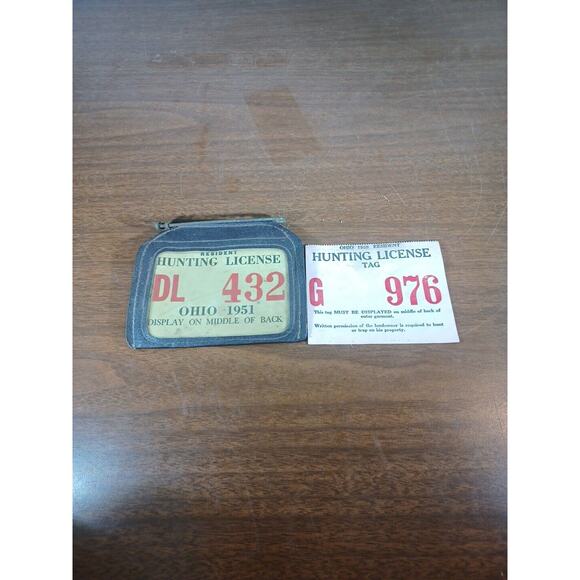 RESIDENT
HUNTING LICENSE
DL 432
OHIO 1951
DISPLAY ON MIDDLE OF BACK
OHIO 1959 RESIDENT
HUNTING LICENSE
TAG
G 976
This tag MUST BE DISPLAYED on middle of back of
outer garment.
Written permission of the landowner is required to hunt
or trap on his property.